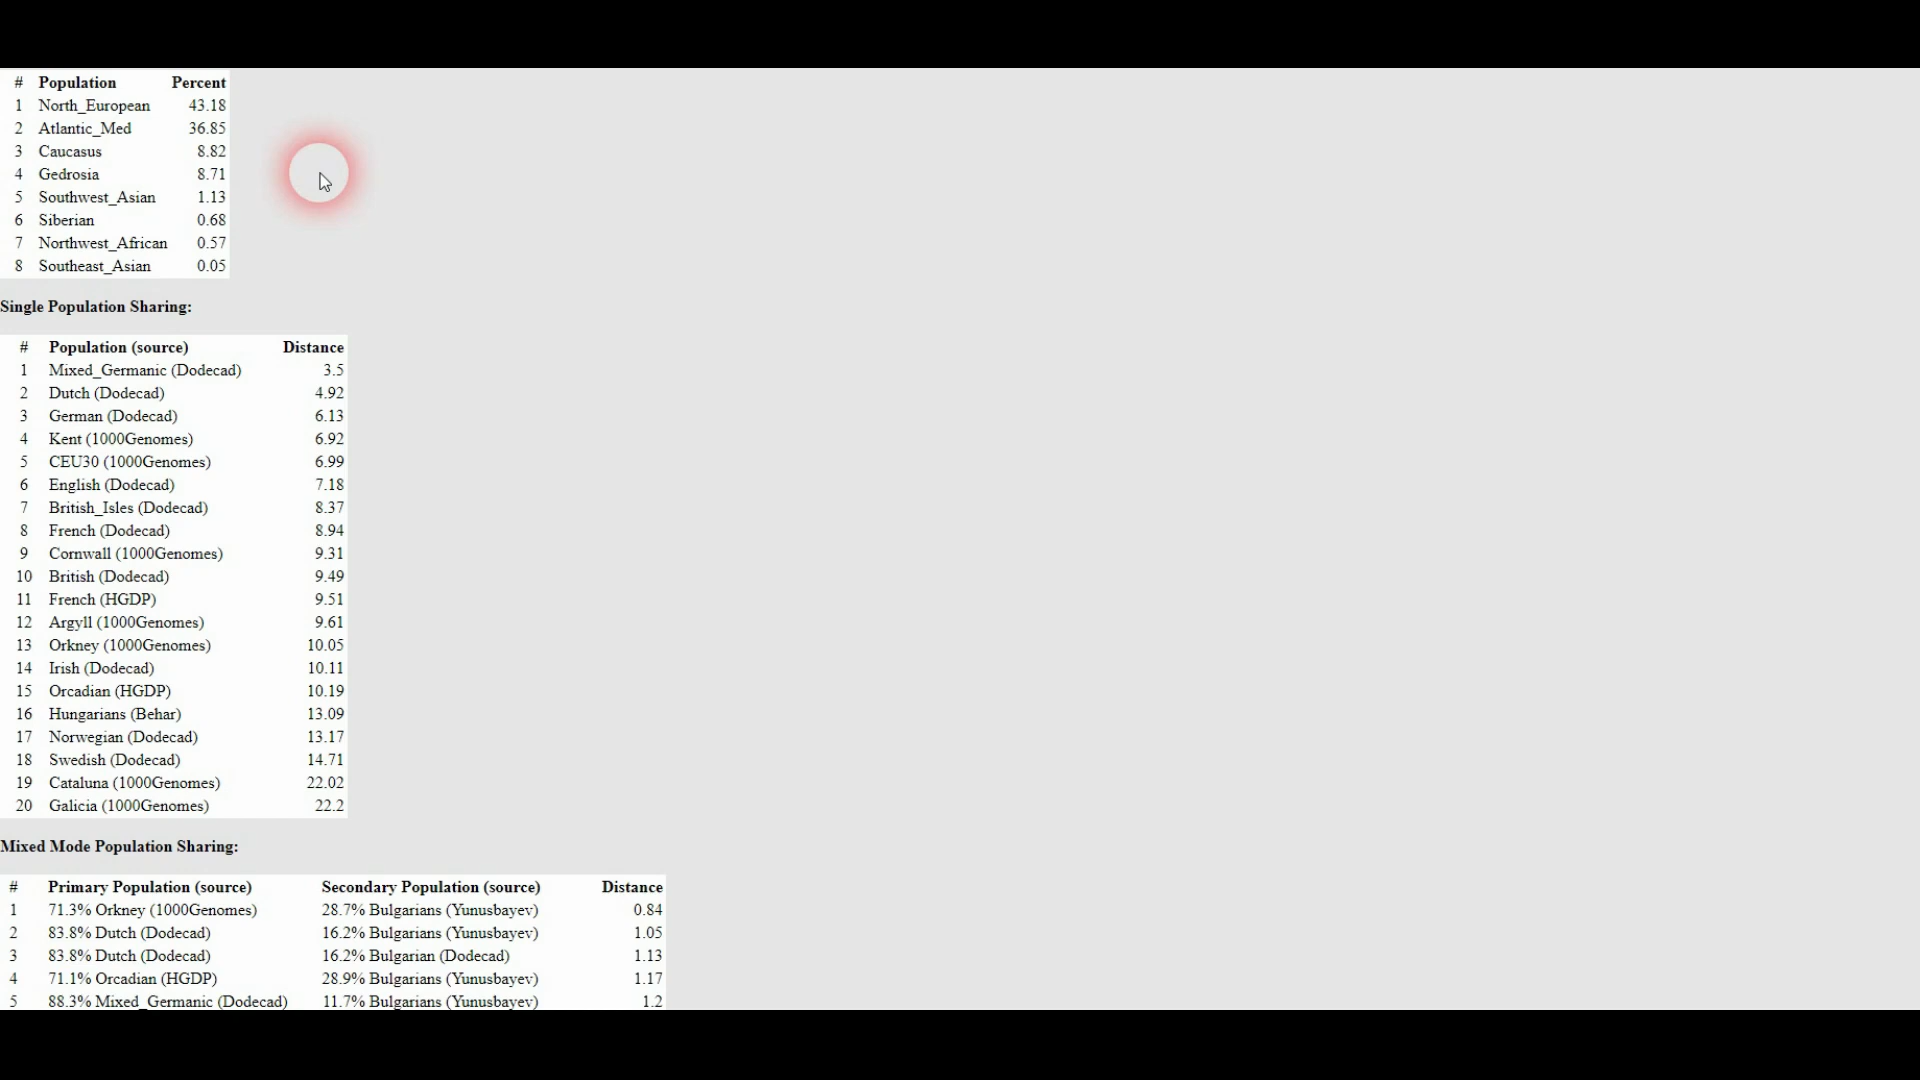 # Population Percent
1 North_European 43.18
2 Atlantic_Med 36.85
3 Caucasus 8.82
4 Gedrosia 8.71
5 Southwest_Asian 1.13
6 Siberian 0.68
7 Northwest_African 0.57
8 Southeast_Asian 0.05
Single Population Sharing:
# Population (source) Distance
1 Mixed_Germanic (Dodecad) 3.5
2 Dutch (Dodecad) 4.92
3 German (Dodecad) 6.13
4 Kent (1000Genomes) 6.92
5 CEU30 (1000Genomes) 6.99
6 English (Dodecad) 7.18
7 British_Isles (Dodecad) 8.37
8 French (Dodecad) 8.94
9 Cornwall (1000Genomes) 9.31
10 British (Dodecad) 9.49
11 French (HGDP) 9.51
12 Argyll (1000Genomes) 9.61
13 Orkney (1000Genomes) 10.05
14 Irish (Dodecad) 10.11
15 Orcadian (HGDP) 10.19
16 Hungarians (Behar) 13.09
17 Norwegian (Dodecad) 13.17
18 Swedish (Dodecad) 14.71
19 Cataluna (1000Genomes) 22.02
20 Galicia (1000Genomes) 22.2
Mixed Mode Population Sharing:
# Primary Population (source) Secondary Population (source) Distance
1 71.3% Orkney (1000Genomes) 28.7% Bulgarians (Yunusbayev) 0.84
2 83.8% Dutch (Dodecad) 16.2% Bulgarians (Yunusbayev) 1.05
3 83.8% Dutch (Dodecad) 16.2% Bulgarian (Dodecad) 1.13
4 71.1% Orcadian (HGDP) 28.9% Bulgarians (Yunusbayev) 1.17
5 88.3% Mixed_Germanic (Dodecad) 11.7% Bulgarians (Yunusbayev) 1.2